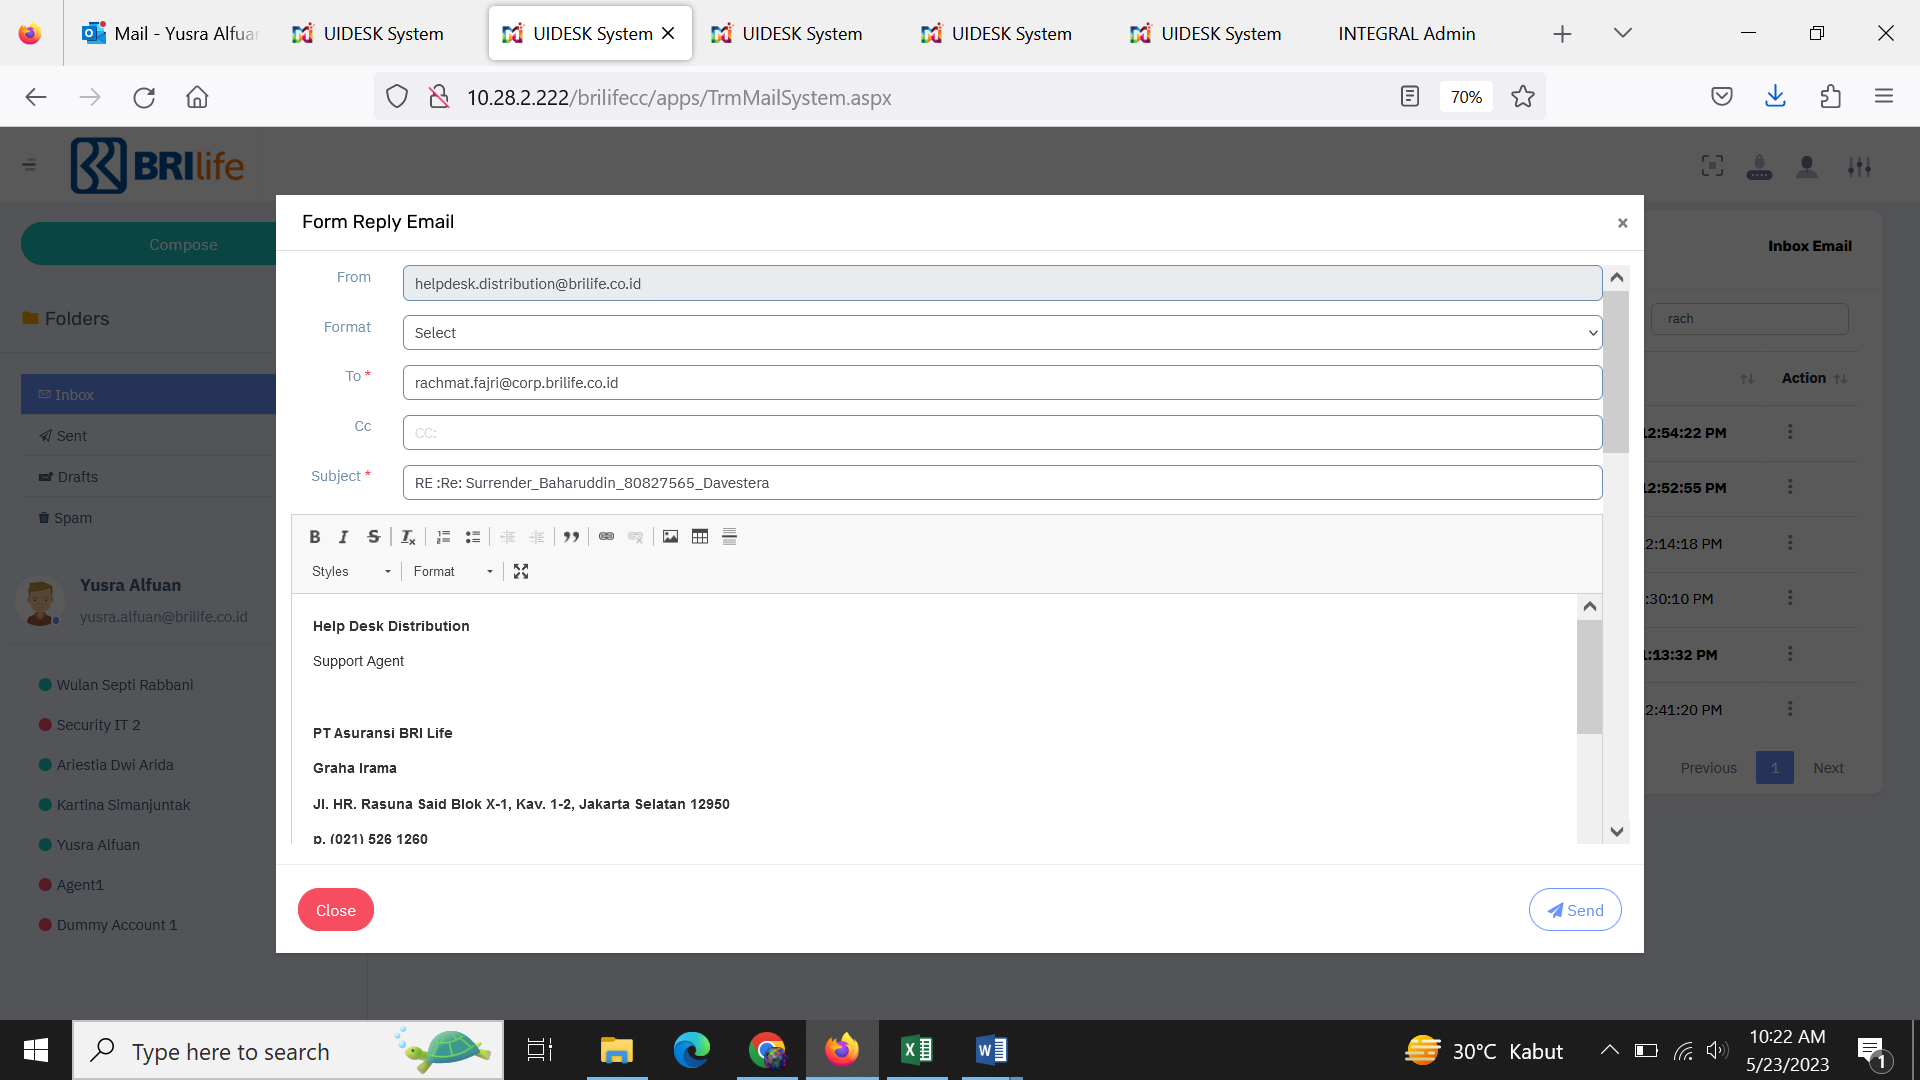 Mail - Yusra Alfuan
UIDESK System
UIDESK System
UIDESK System
UIDESK System
UIDESK System
INTEGRAL Admin
10.28.2.222/brilifecc/apps/TrmMailSystem.aspx
70%
BRI life
Compose
Folders
Inbox
Sent
Drafts
Spam
Yusra Alfuan
yusra.alfuan@brilife.co.id
Wulan Septi Rabbani
Security IT 2
Ariestia Dwi Arida
Kartina Simanjuntak
Yusra Alfuan
Agent1
Dummy Account 1
Form Reply Email
×
From
helpdesk.distribution@brilife.co.id
Format
Select
To *
rachmat.fajri@corp.brilife.co.id
Cc
CC:
Subject *
RE :Re: Surrender_Baharuddin_80827565_Davestera
Styles
Format
Help Desk Distribution
Support Agent
PT Asuransi BRI Life
Graha Irama
Jl. HR. Rasuna Said Blok X-1, Kav. 1-2, Jakarta Selatan 12950
p. (021) 526 1260
Close
Send
Inbox Email
rach
Action
12:54:22 PM
12:52:55 PM
2:14:18 PM
:30:10 PM
1:13:32 PM
2:41:20 PM
Previous
1
Next
Type here to search
30°C Kabut
10:22 AM
5/23/2023
1